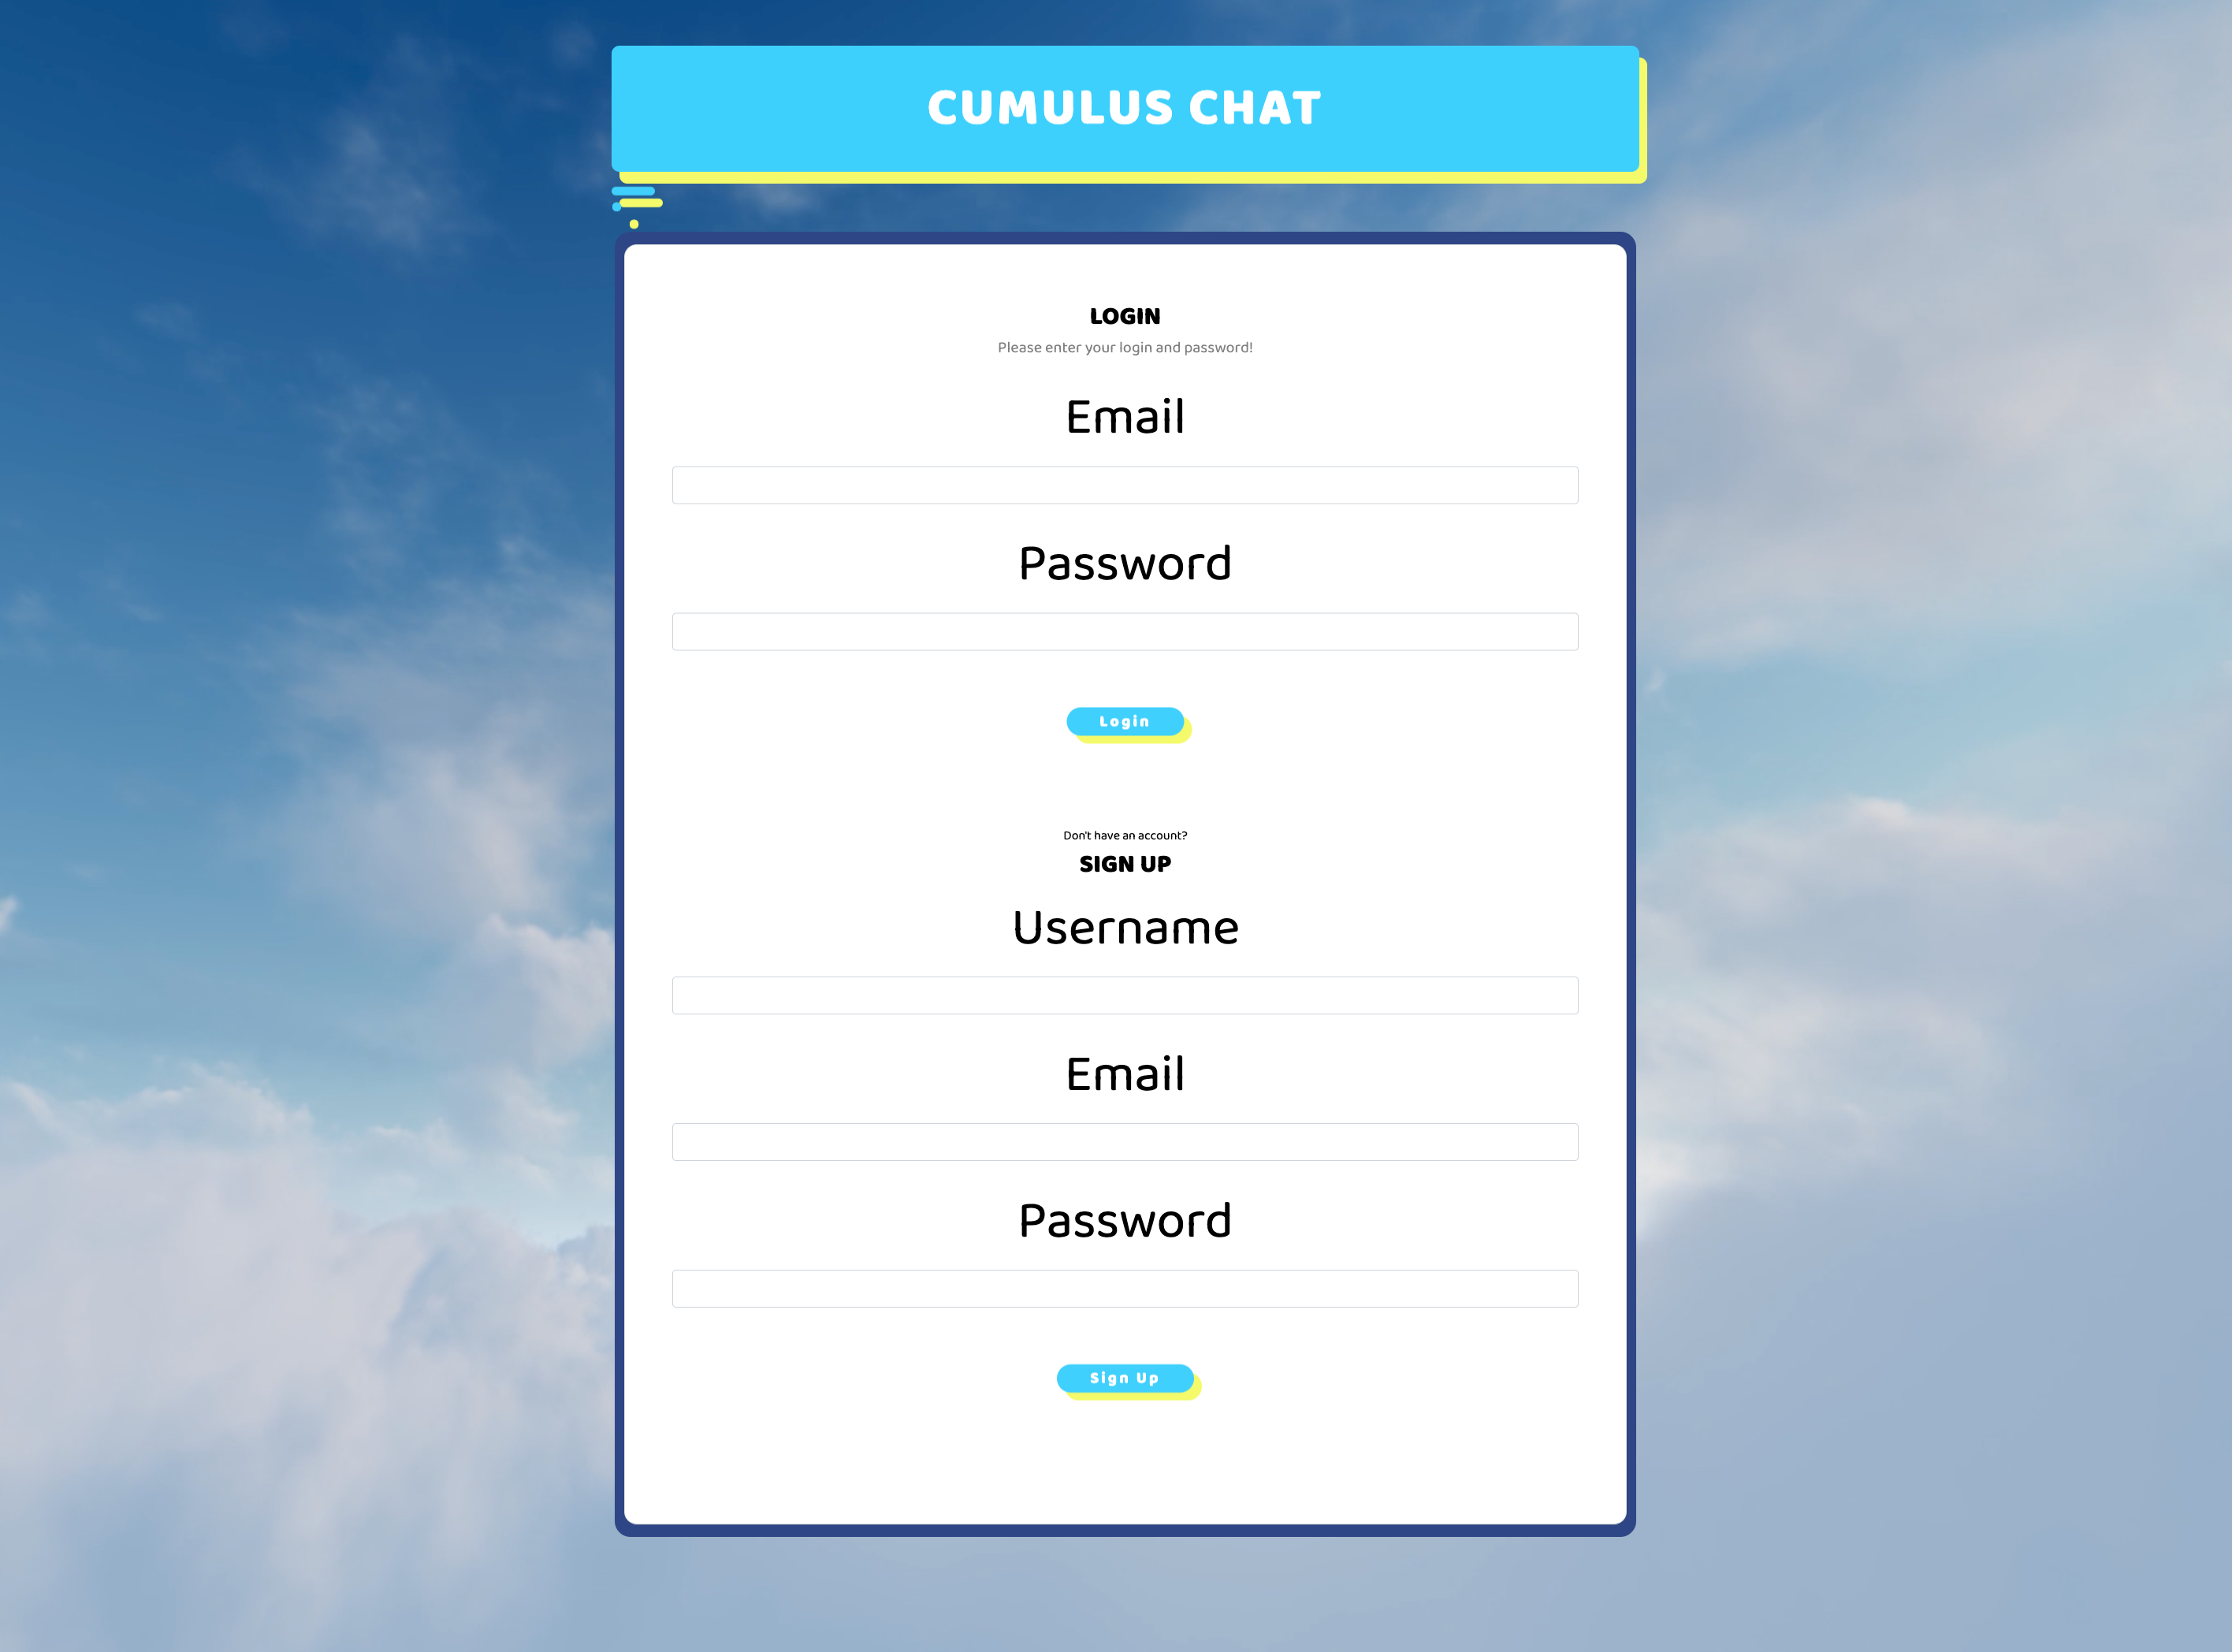 CUMULUS CHAT
LOGIN
Please enter your login and password!
Email
Password
Login
Don't have an account?
SIGN UP
Username
Email
Password
Sign Up